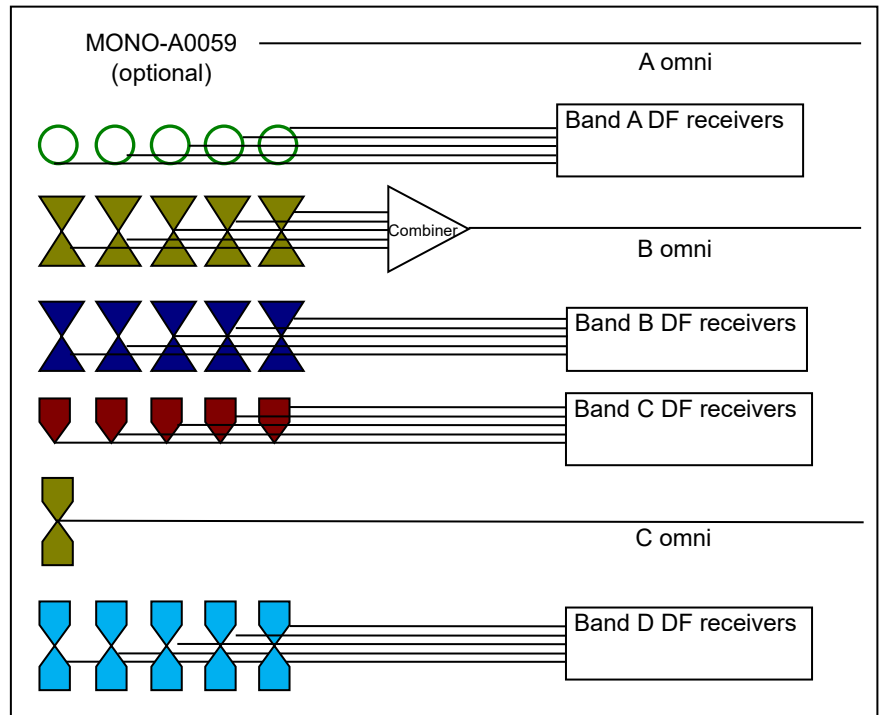 MONO-A0059
(optional)
A omni
Band A DF receivers
Combiner
B omni
Band B DF receivers
Band C DF receivers
C omni
Band D DF receivers